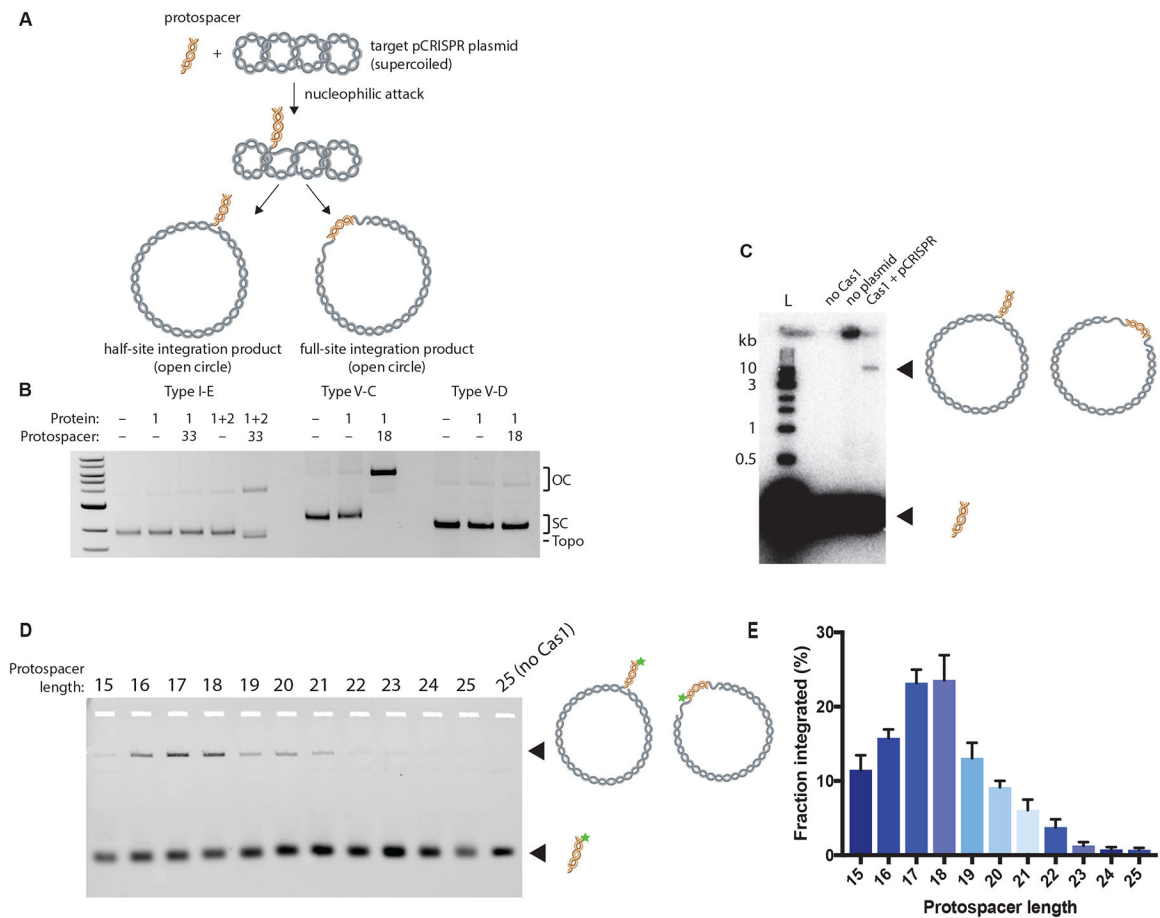 A
protospacer
+
target pCRISPR plasmid
(supercoiled)
nucleophilic attack
half-site integration product
(open circle)
full-site integration product
(open circle)
B
Type I-E Type V-C Type V-D
Protein: – 1 1 1+2 1+2 – 1 1 – 1 1
Protospacer: – – 33 – 33 – – 18 – – 18
OC
SC
Topo
C
L no Cas1 no plasmid Cas1 + pCRISPR
kb
10
3
1
0.5
D
Protospacer
length: 15 16 17 18 19 20 21 22 23 24 25 25 (no Cas1)
E
Fraction integrated (%)
30
20
10
0
15 16 17 18 19 20 21 22 23 24 25
Protospacer length